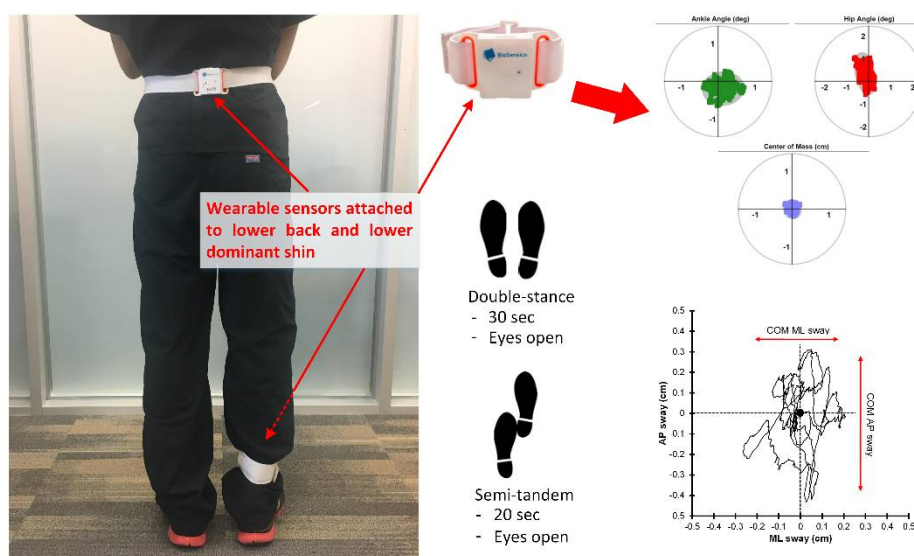 BioSensics
Wearable sensors attached
to lower back and lower
dominant shin
Double-stance
- 30 sec
- Eyes open
Semi-tandem
- 20 sec
- Eyes open
Ankle Angle (deg)
1
-1
1
-1
Hip Angle (deg)
2
1
-2
-1
1
2
-1
-2
Center of Mass (cm)
1
-1
1
-1
0.5
0.4
0.3
0.2
0.1
0
-0.1
-0.2
-0.3
-0.4
0.5
AP sway (cm)
COM ML sway
COM AP sway
-0.5 -0.4 -0.3 -0.2 -0.1 0 0.1 0.2 0.3 0.4 0.5
ML sway (cm)